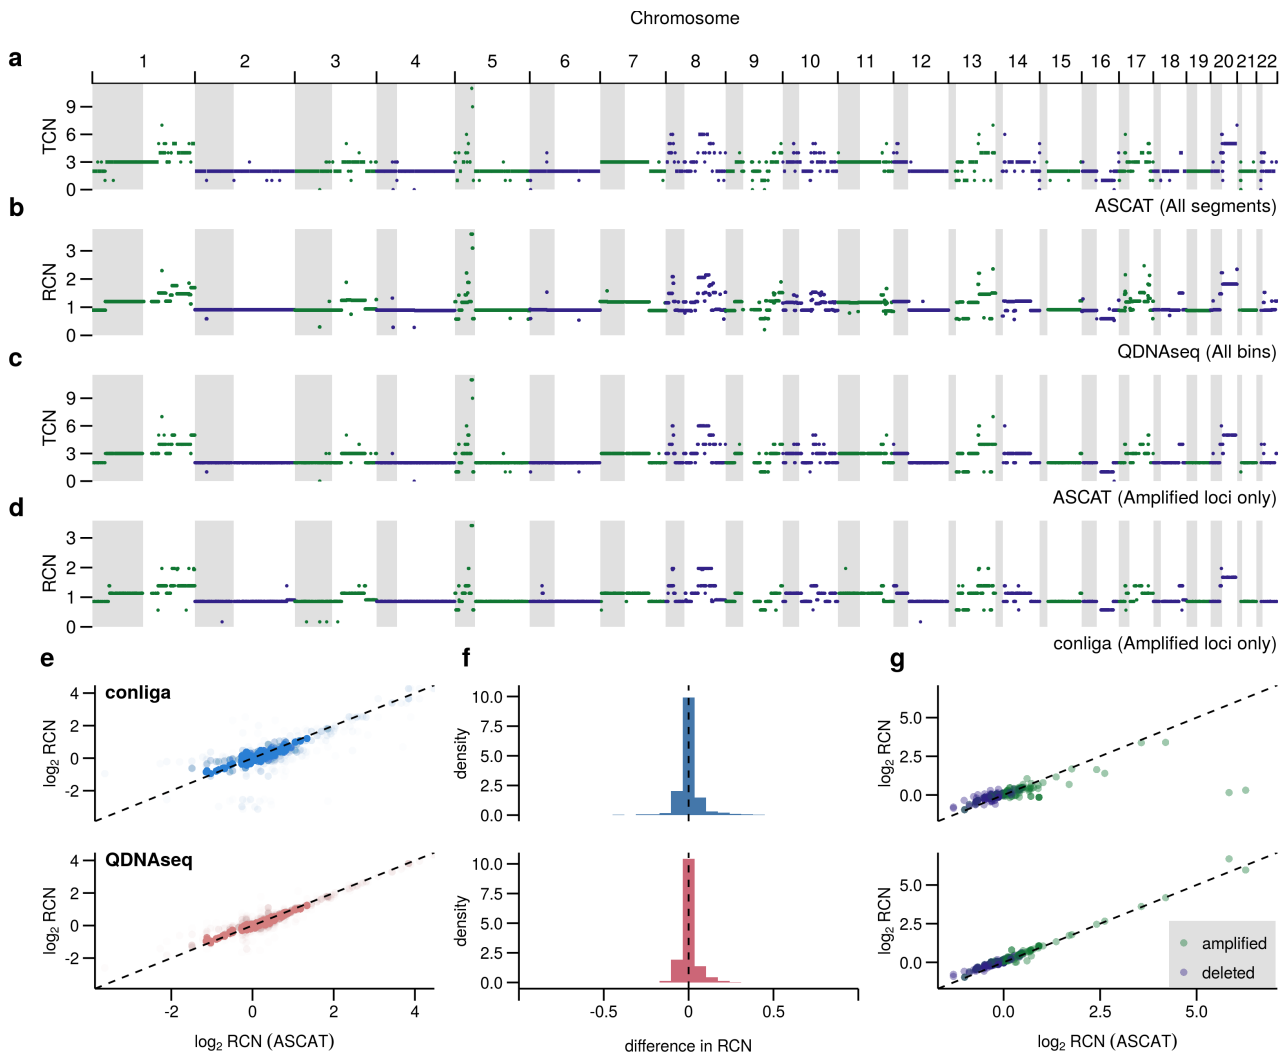 Chromosome
a
1 2 3 4 5 6 7 8 9 10 11 12 13 14 15 16 17 18 19 20 21 22
TCN
9
6
3
0
ASCAT (All segments)
b
RCN
3
2
1
0
QDNAseq (All bins)
c
TCN
9
6
3
0
ASCAT (Amplified loci only)
d
RCN
3
2
1
0
conliga (Amplified loci only)
e
conliga
log2 RCN
4
2
0
-2
QDNAseq
log2 RCN
4
2
0
-2
-2 0 2 4
log2 RCN (ASCAT)
f
density
10.0
7.5
5.0
2.5
0.0
density
10.0
7.5
5.0
2.5
0.0
-0.5 0 0.5
difference in RCN
g
log2 RCN
5.0
2.5
0.0
log2 RCN
5.0
2.5
0.0
amplified
deleted
0.0 2.5 5.0
log2 RCN (ASCAT)